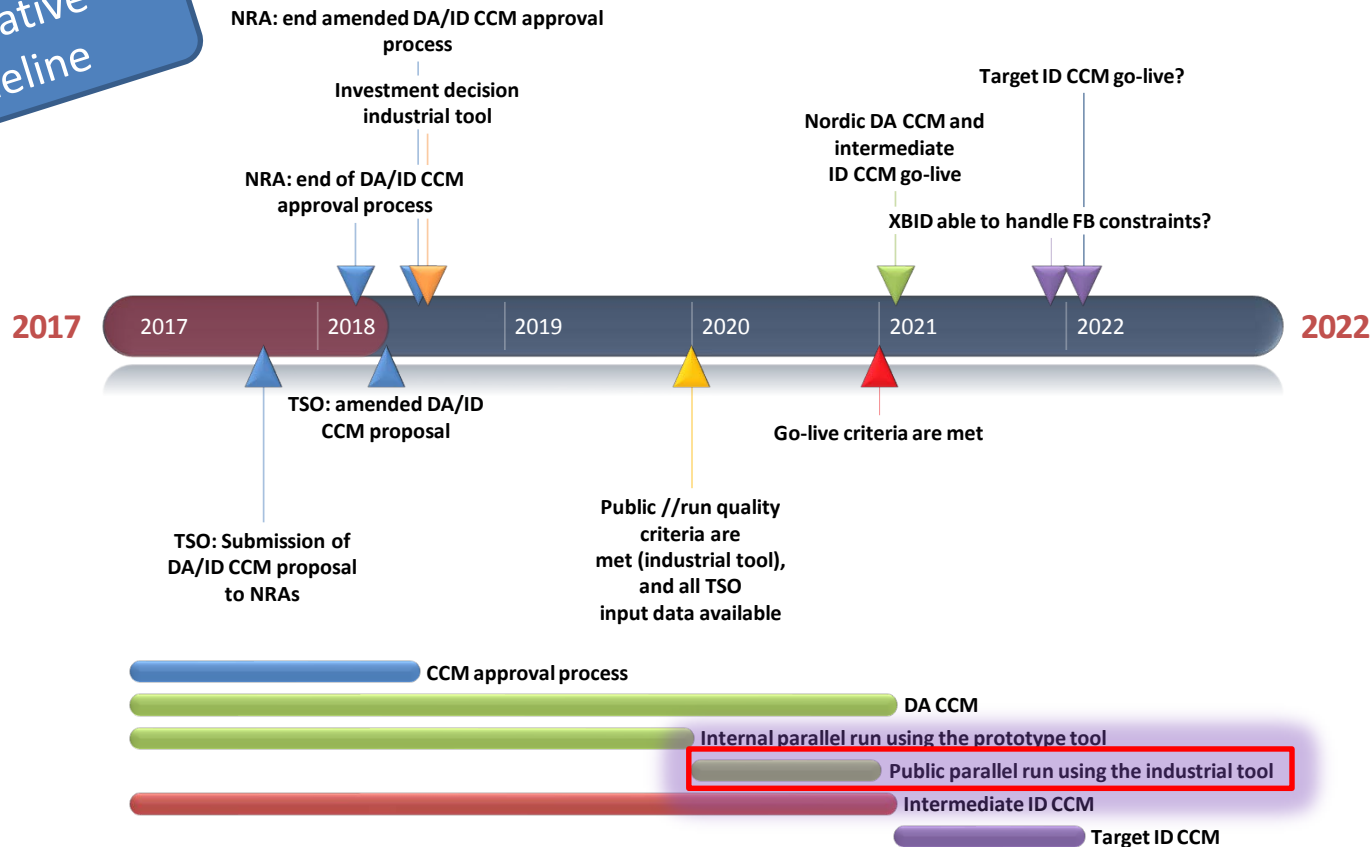 ative
eline
NRA: end amended DA/ID CCM approval
process
Investment decision
industrial tool
NRA: end of DA/ID CCM
approval process
Target ID CCM go-live?
Nordic DA CCM and
intermediate
ID CCM go-live
XBID able to handle FB constraints?
2017
2017
2018
2019
2020
2021
2022
2022
TSO: amended DA/ID
CCM proposal
Go-live criteria are met
TSO: Submission of
DA/ID CCM proposal
to NRAs
Public //run quality
criteria are
met (industrial tool),
and all TSO
input data available
CCM approval process
DA CCM
Internal parallel run using the prototype tool
Public parallel run using the industrial tool
Intermediate ID CCM
Target ID CCM